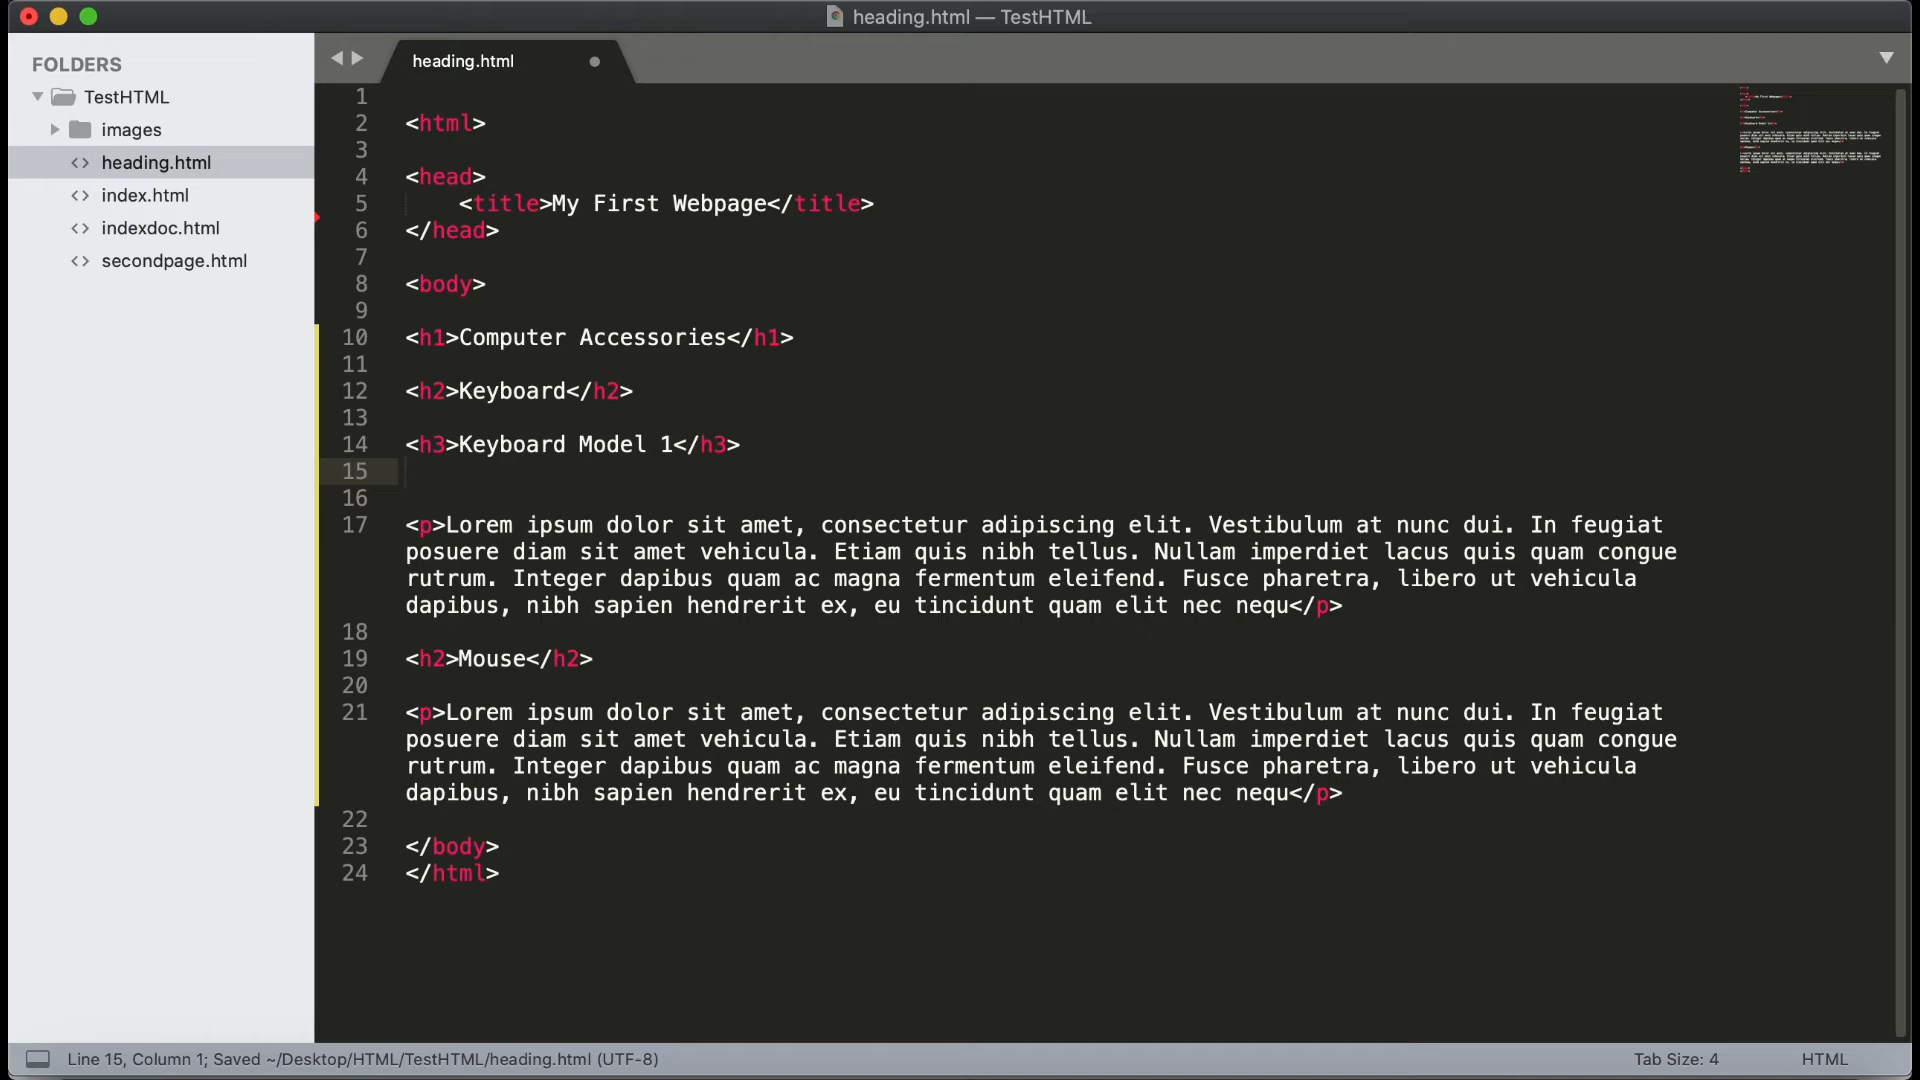 heading.html — TestHTML
FOLDERS
TestHTML
images
heading.html
index.html
indexdoc.html
secondpage.html
heading.html
1
2 <html>
3
4 <head>
5 <title>My First Webpage</title>
6 </head>
7
8 <body>
9
10 <h1>Computer Accessories</h1>
11
12 <h2>Keyboard</h2>
13
14 <h3>Keyboard Model 1</h3>
15
16
17 <p>Lorem ipsum dolor sit amet, consectetur adipiscing elit. Vestibulum at nunc dui. In feugiat
posuere diam sit amet vehicula. Etiam quis nibh tellus. Nullam imperdiet lacus quis quam congue
rutrum. Integer dapibus quam ac magna fermentum eleifend. Fusce pharetra, libero ut vehicula
dapibus, nibh sapien hendrerit ex, eu tincidunt quam elit nec nequ</p>
18
19 <h2>Mouse</h2>
20
21 <p>Lorem ipsum dolor sit amet, consectetur adipiscing elit. Vestibulum at nunc dui. In feugiat
posuere diam sit amet vehicula. Etiam quis nibh tellus. Nullam imperdiet lacus quis quam congue
rutrum. Integer dapibus quam ac magna fermentum eleifend. Fusce pharetra, libero ut vehicula
dapibus, nibh sapien hendrerit ex, eu tincidunt quam elit nec nequ</p>
22
23 </body>
24 </html>
Line 15, Column 1; Saved ~/Desktop/HTML/TestHTML/heading.html (UTF-8)
Tab Size: 4
HTML